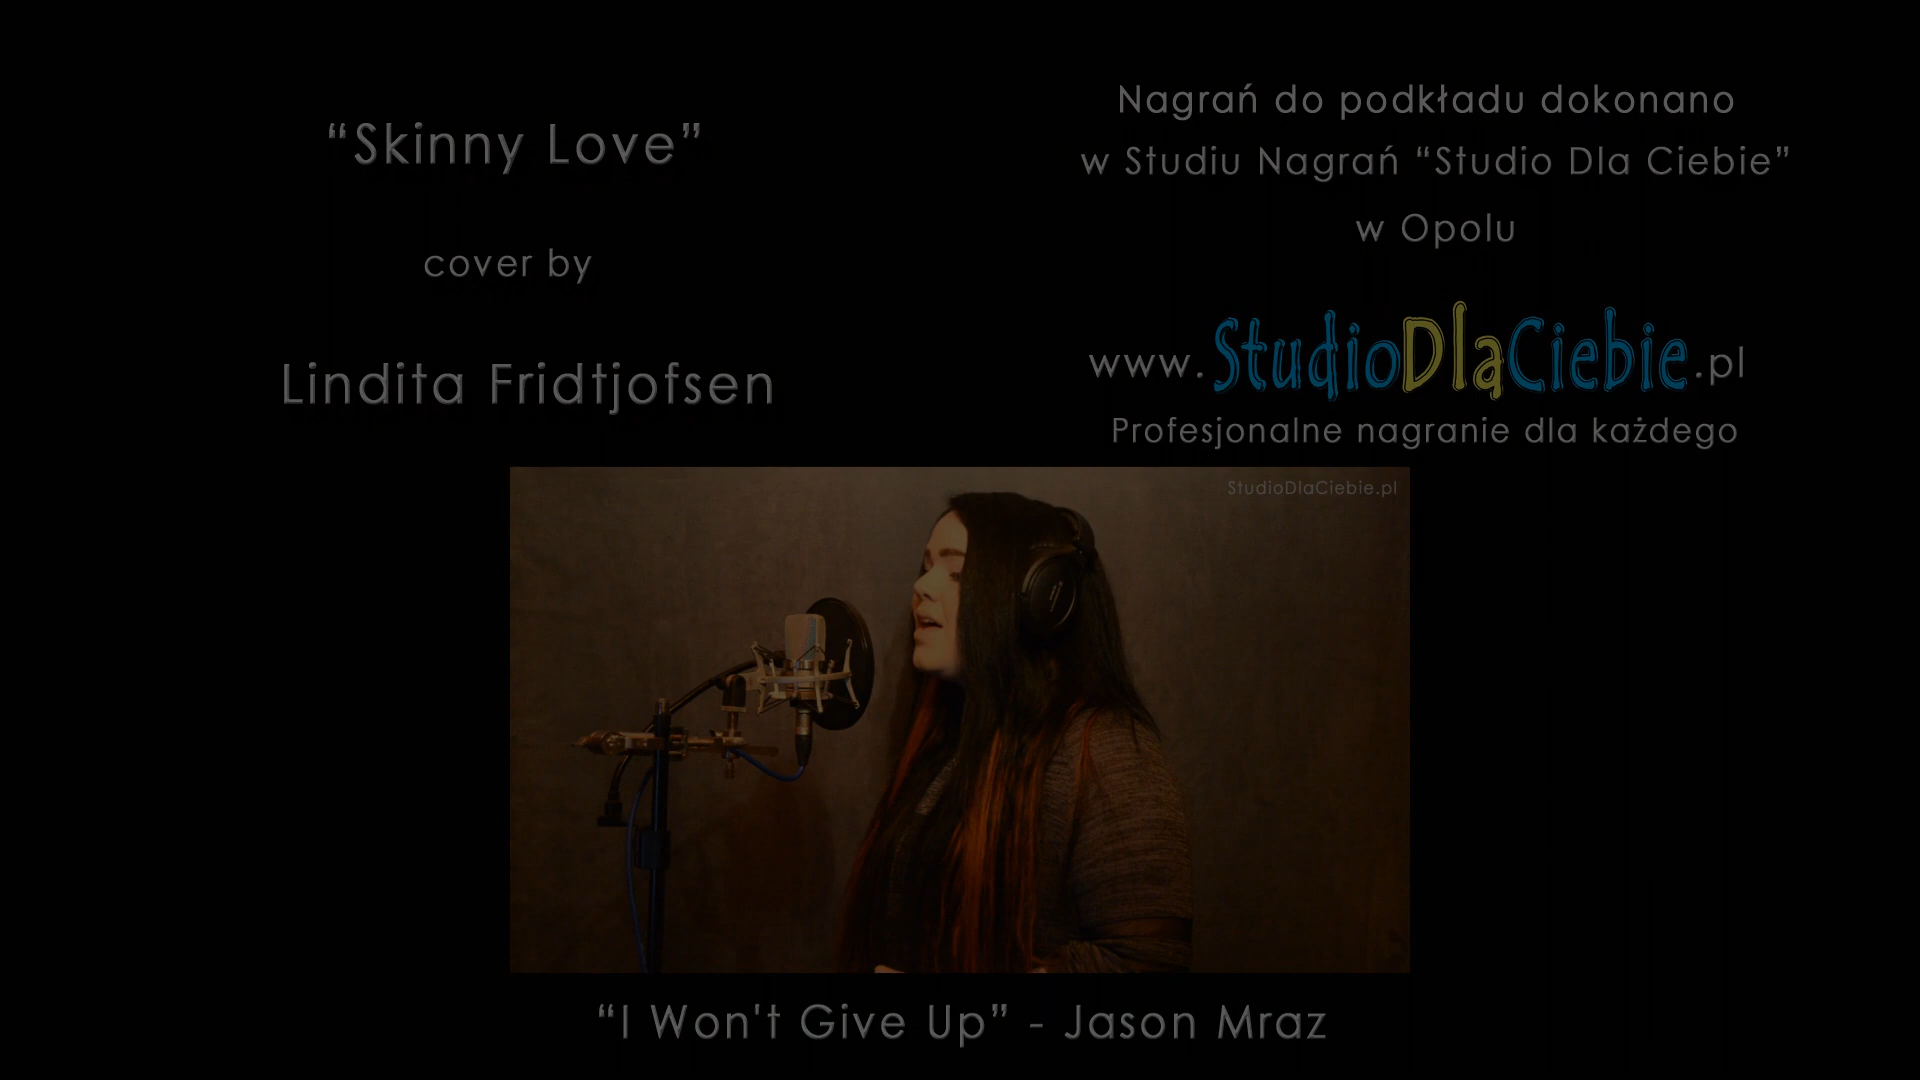 “Skinny Love”
cover by
Lindita Fridtjofsen
Nagrań do podkładu dokonano
w Studiu Nagrań “Studio Dla Ciebie”
w Opolu
www.StudioDlaCiebie.pl
Profesjonalne nagranie dla każdego
StudioDlaCiebie.pl
“I Won't Give Up” - Jason Mraz